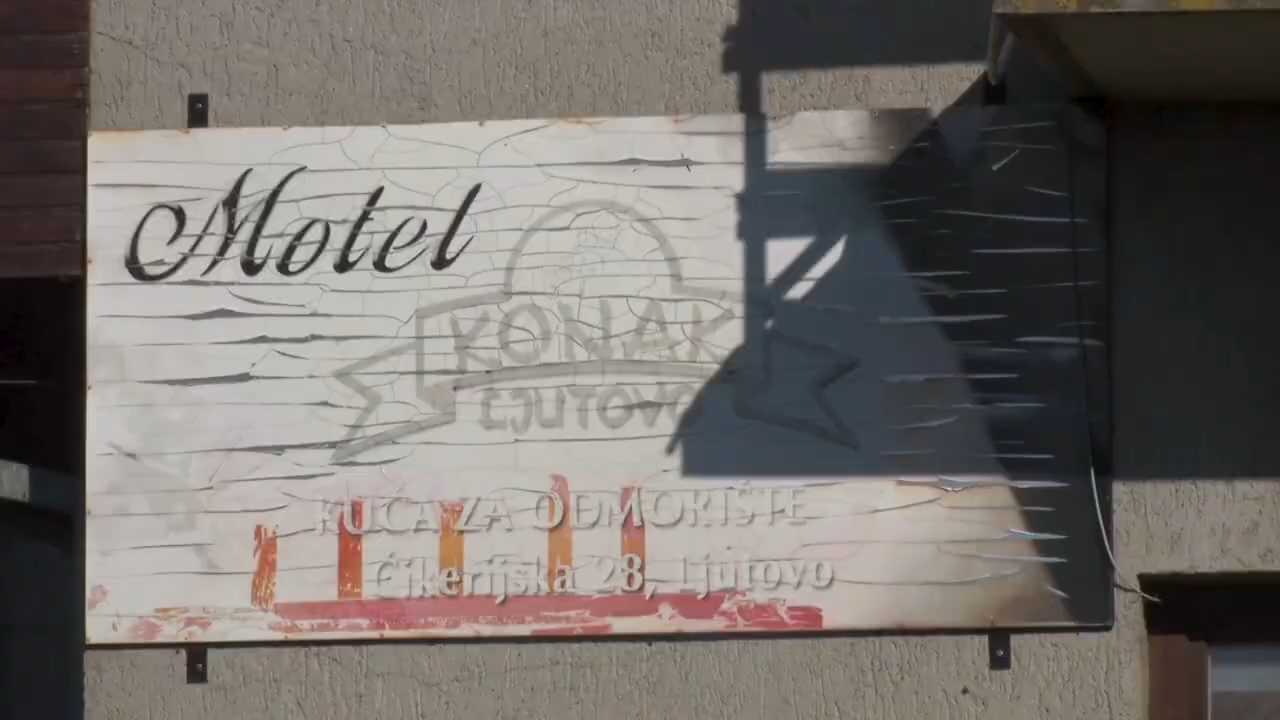 Motel
KONAK
LJUTOVO
KUĆA ZA ODMORIŠTE
Čikerijska 28, Ljutovo